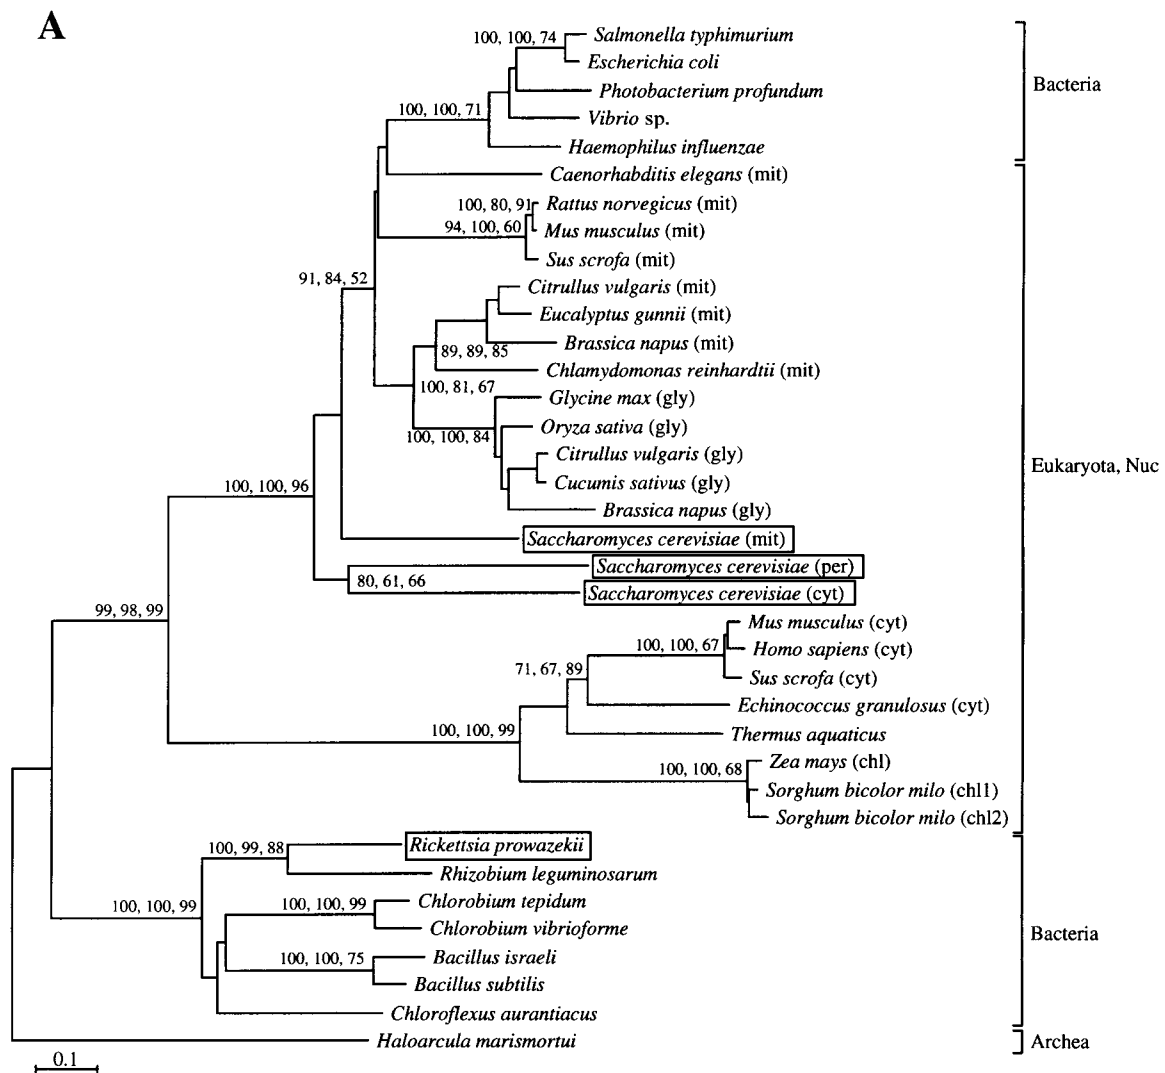 A
100, 100, 74
Salmonella typhimurium
Escherichia coli
Photobacterium profundum
Bacteria
100, 100, 71
Vibrio sp.
Haemophilus influenzae
Caenorhabditis elegans (mit)
100, 80, 91
Rattus norvegicus (mit)
94, 100, 60
Mus musculus (mit)
Sus scrofa (mit)
91, 84, 52
Citrullus vulgaris (mit)
Eucalyptus gunnii (mit)
Brassica napus (mit)
89, 89, 85
Chlamydomonas reinhardtii (mit)
100, 81, 67
Glycine max (gly)
Oryza sativa (gly)
100, 100, 84
Citrullus vulgaris (gly)
Eukaryota, Nuc
Cucumis sativus (gly)
100, 100, 96
Brassica napus (gly)
Saccharomyces cerevisiae (mit)
Saccharomyces cerevisiae (per)
80, 61, 66
Saccharomyces cerevisiae (cyt)
99, 98, 99
Mus musculus (cyt)
100, 100, 67
Homo sapiens (cyt)
71, 67, 89
Sus scrofa (cyt)
Echinococcus granulosus (cyt)
100, 100, 99
Thermus aquaticus
Zea mays (chl)
100, 100, 68
Sorghum bicolor milo (chl1)
Sorghum bicolor milo (chl2)
100, 99, 88
Rickettsia prowazekii
Rhizobium leguminosarum
100, 100, 99
100, 100, 99
Chlorobium tepidum
Chlorobium vibrioforme
Bacteria
100, 100, 75
Bacillus israeli
Bacillus subtilis
Chloroflexus aurantiacus
Haloarcula marismortui
Archea
0.1